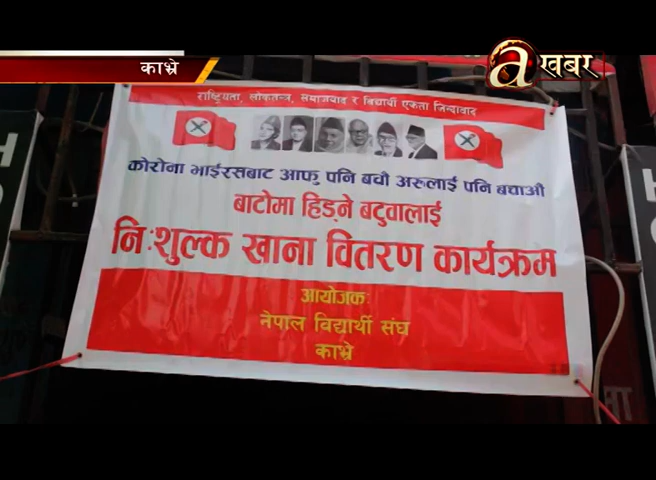 काभ्रे
a खबर
राष्ट्रियता, लोकतन्त्र, समाजवाद र विद्यार्थी एकता जिन्दावाद
कोरोना भाईरसबाट आफु पनि बचौ अरुलाई पनि बचाऔ
बाटोमा हिड्ने बटुवालाई
नि:शुल्क खाना वितरण कार्यक्रम
आयोजक:
नेपाल विद्यार्थी संघ
काभ्रे